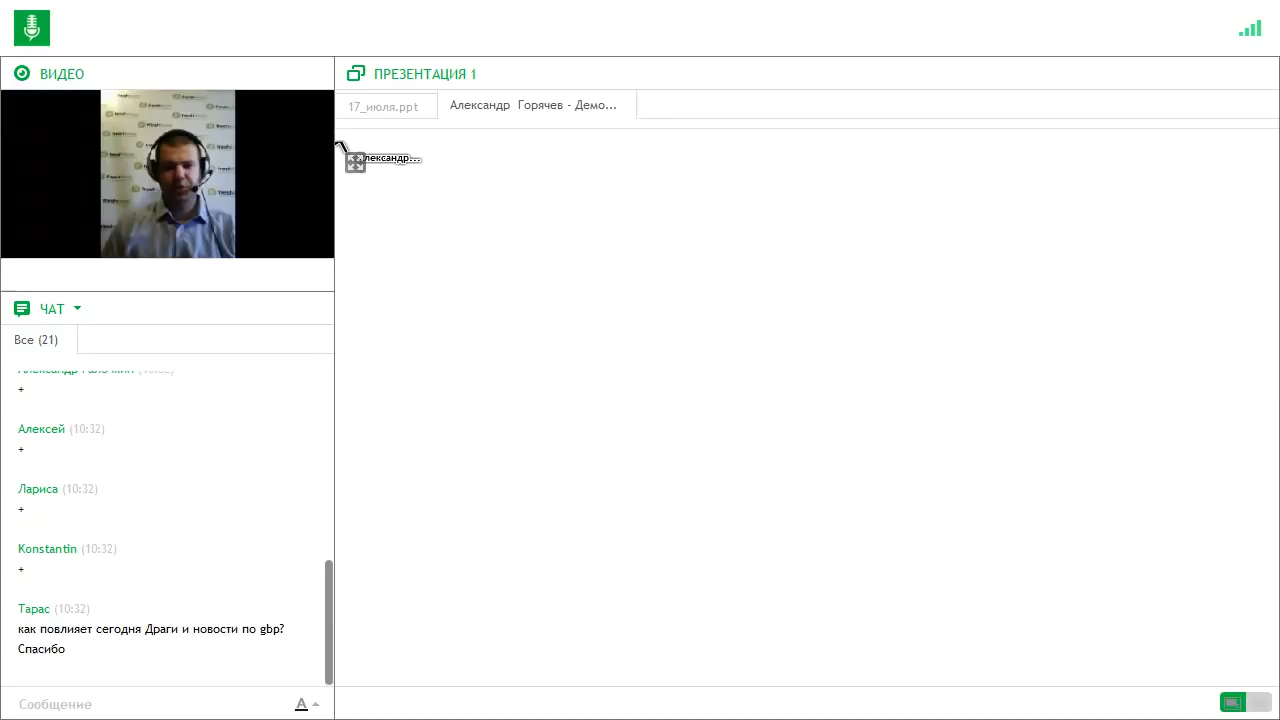 ВИДЕО
ПРЕЗЕНТАЦИЯ 1
17_июля.ppt
Александр Горячев - Демо...
лександр...
ЧАТ
Все (21)
+
Алексей (10:32)
+
Лариса (10:32)
+
Konstantin (10:32)
+
Тарас (10:32)
как повлияет сегодня Драги и новости по gbp?
Спасибо
Сообщение
A